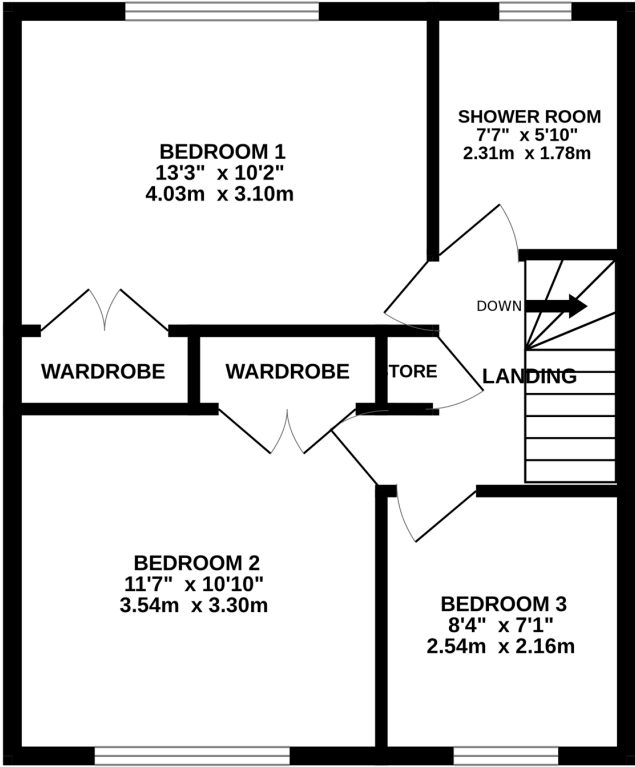 BEDROOM 1
13'3" x 10'2"
4.03m x 3.10m
SHOWER ROOM
7'7" x 5'10"
2.31m x 1.78m
DOWN
WARDROBE
WARDROBE
TORE
LANDING
BEDROOM 2
11'7" x 10'10"
3.54m x 3.30m
BEDROOM 3
8'4" x 7'1"
2.54m x 2.16m